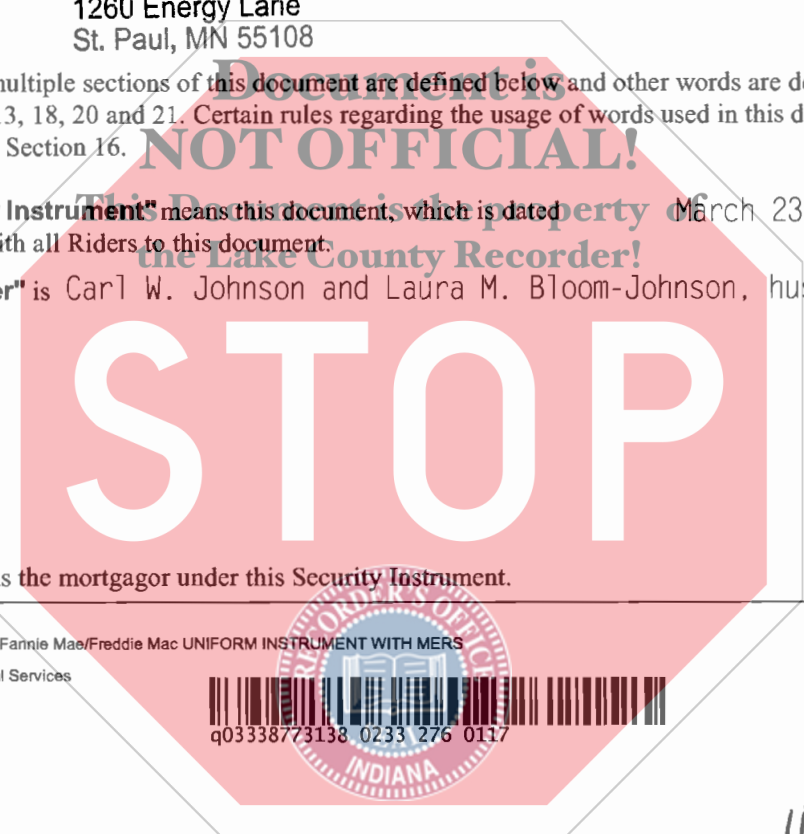 1260 Energy Lane
St. Paul, MN 55108
Document is
multiple sections of this document are defined below and other words are de
13, 18, 20 and 21. Certain rules regarding the usage of words used in this d
NOT OFFICIAL!
Section 16.
This Document is the property of
Instrument" means this document, which is dated March 23
ith all Riders to this document.
the Lake County Recorder!
er" is Carl W. Johnson and Laura M. Bloom-Johnson, hus
STOP
s the mortgagor under this Security Instrument.
Fannie Mae/Freddie Mac UNIFORM INSTRUMENT WITH MERS
l Services
RECORDER'S OFFICE
q03338773138 0233 276 0117
INDIANA